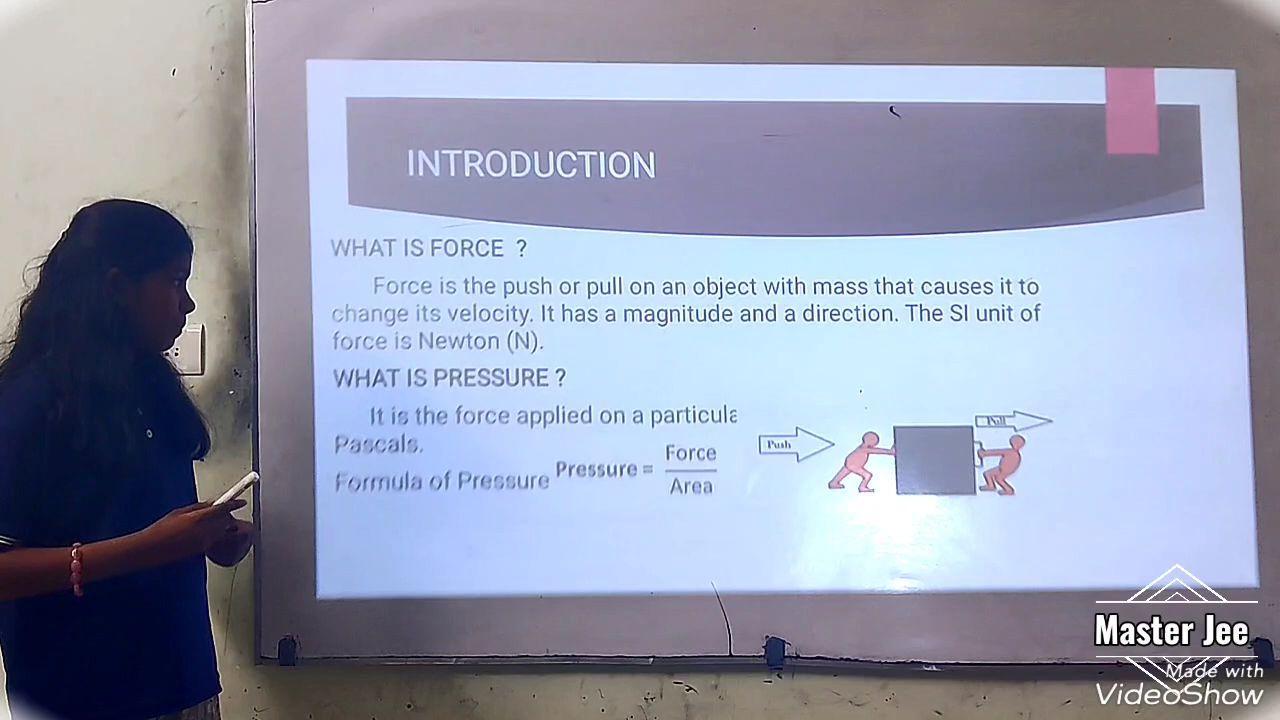 INTRODUCTION
WHAT IS FORCE ?
Force is the push or pull on an object with mass that causes it to
change its velocity. It has a magnitude and a direction. The SI unit of
force is Newton (N).
WHAT IS PRESSURE ?
It is the force applied on a particula
Pascals.
Formula of Pressure Pressure = Force
Area
Push
Pull
Master Jee
Made with
VideoShow